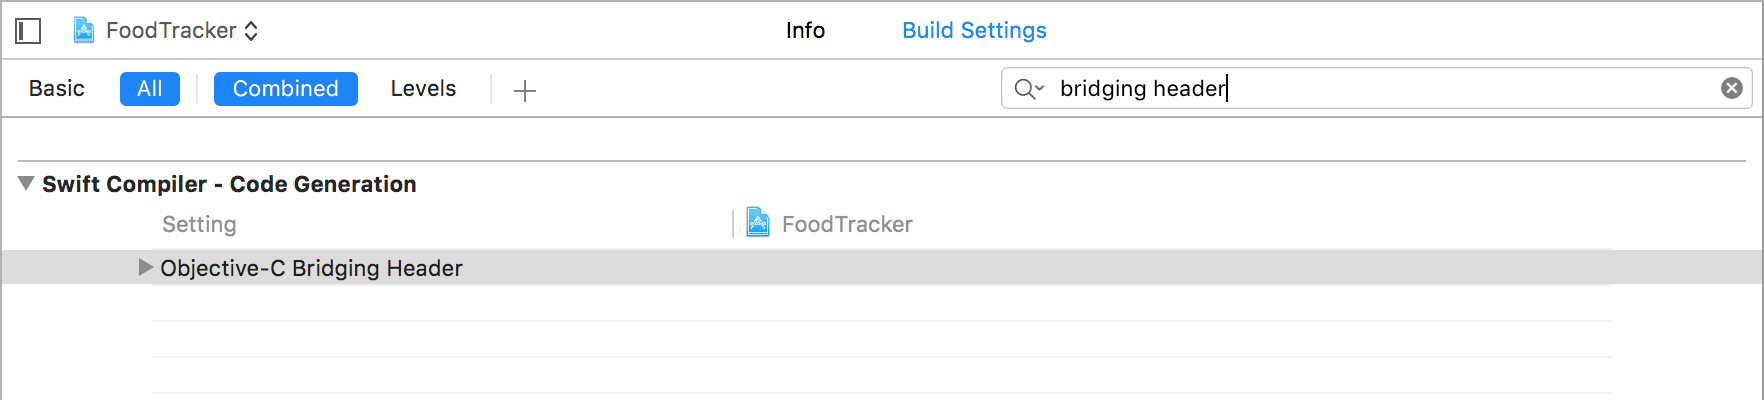 FoodTracker Info Build Settings
Basic All Combined Levels bridging header
Swift Compiler - Code Generation
Setting FoodTracker
Objective-C Bridging Header